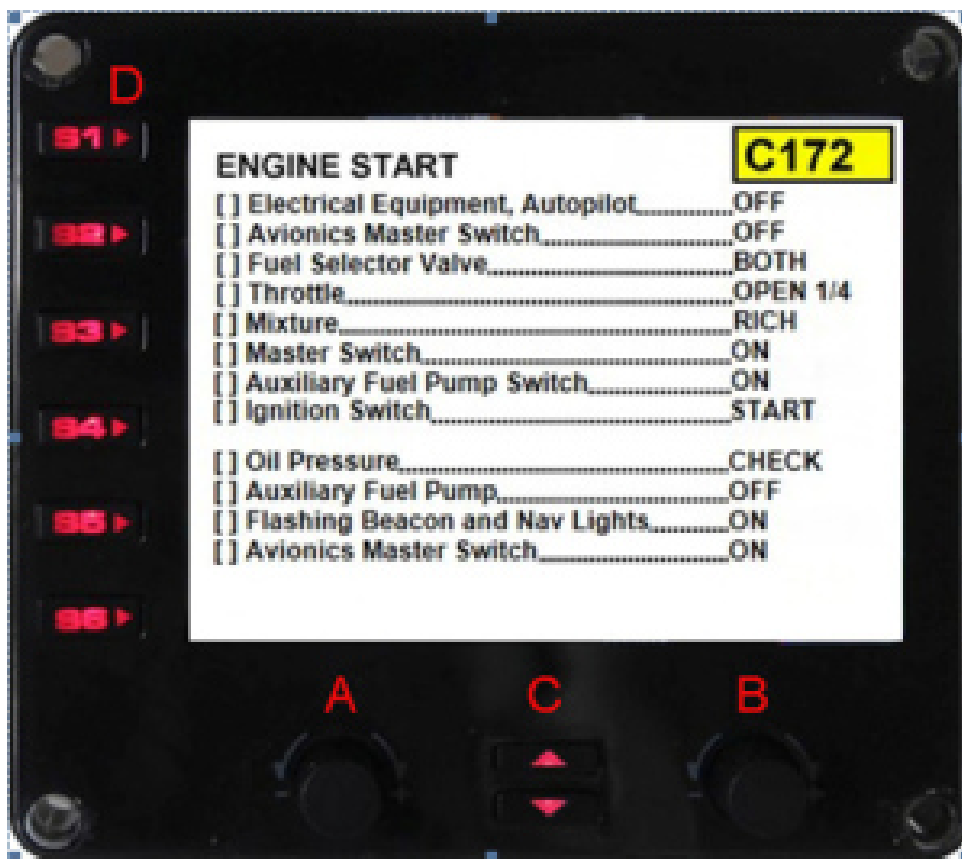 D
S1
C172
ENGINE START
[ ] Electrical Equipment, Autopilot OFF
[ ] Avionics Master Switch OFF
S2
[ ] Fuel Selector Valve BOTH
[ ] Throttle OPEN 1/4
[ ] Mixture RICH
S3
[ ] Master Switch ON
[ ] Auxiliary Fuel Pump Switch ON
[ ] Ignition Switch START
S4
[ ] Oil Pressure CHECK
[ ] Auxiliary Fuel Pump OFF
[ ] Flashing Beacon and Nav Lights ON
S5
[ ] Avionics Master Switch ON
S6
A C B